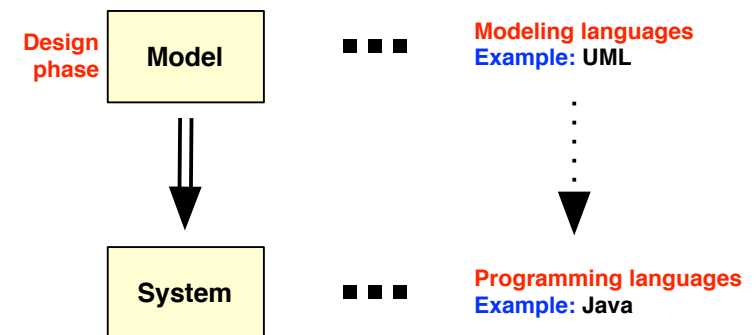 Design
phase
Model
Modeling languages
Example: UML
System
Programming languages
Example: Java